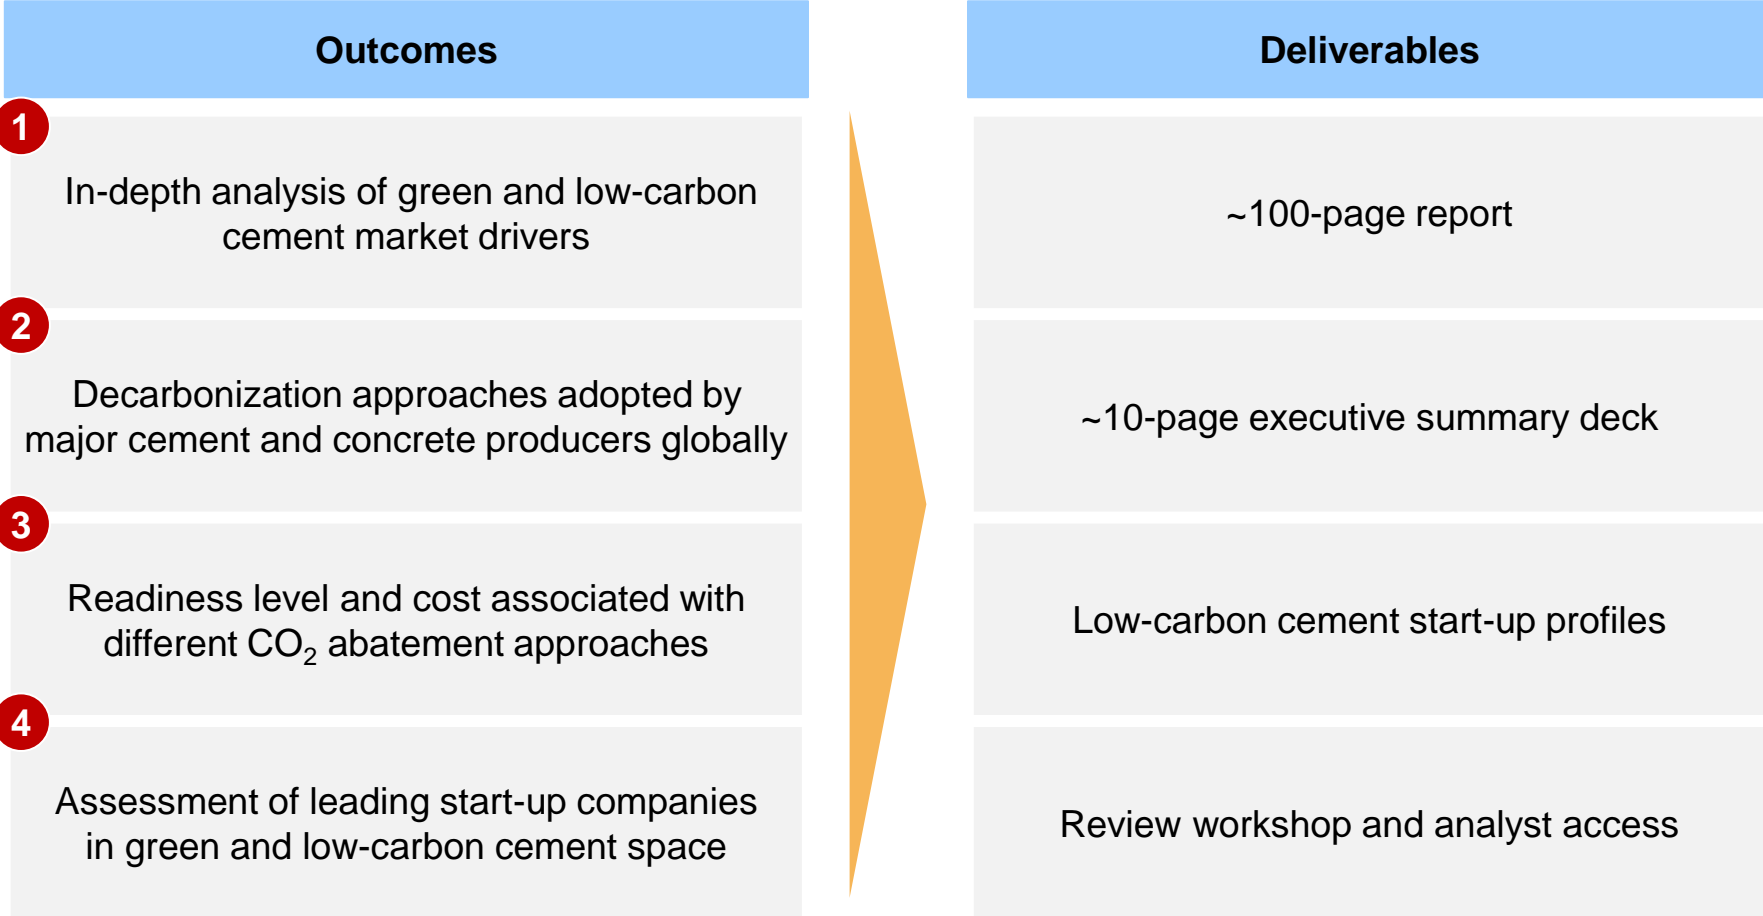 Outcomes
1
In-depth analysis of green and low-carbon
cement market drivers
2
Decarbonization approaches adopted by
major cement and concrete producers globally
3
Readiness level and cost associated with
different CO₂ abatement approaches
4
Assessment of leading start-up companies
in green and low-carbon cement space
Deliverables
~100-page report
~10-page executive summary deck
Low-carbon cement start-up profiles
Review workshop and analyst access